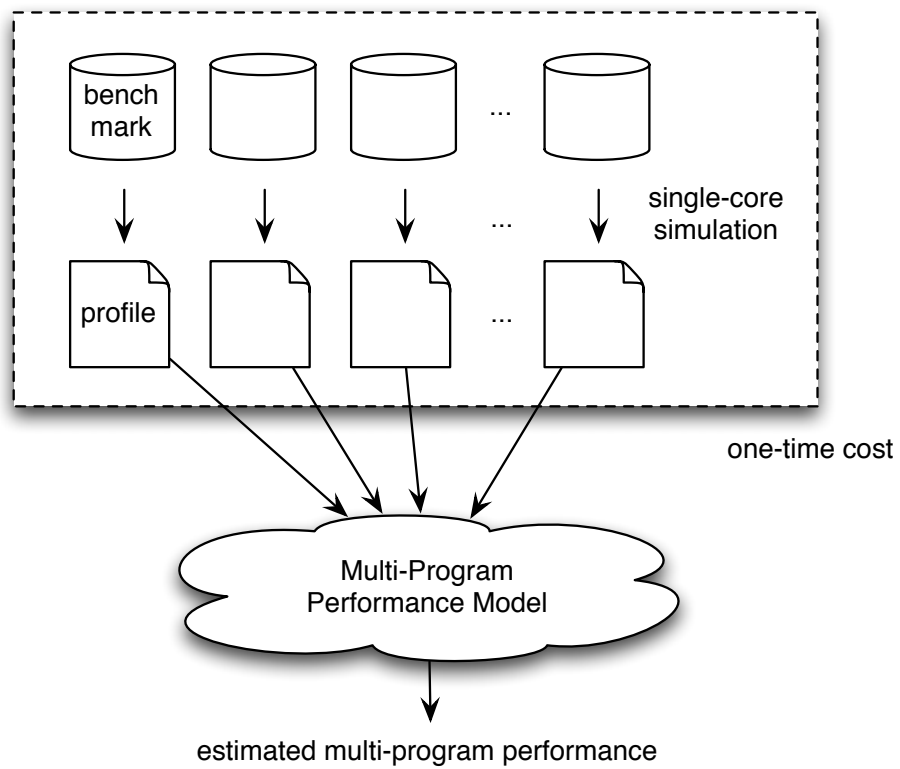 bench
mark
...
single-core
simulation
...
profile
...
one-time cost
Multi-Program
Performance Model
estimated multi-program performance